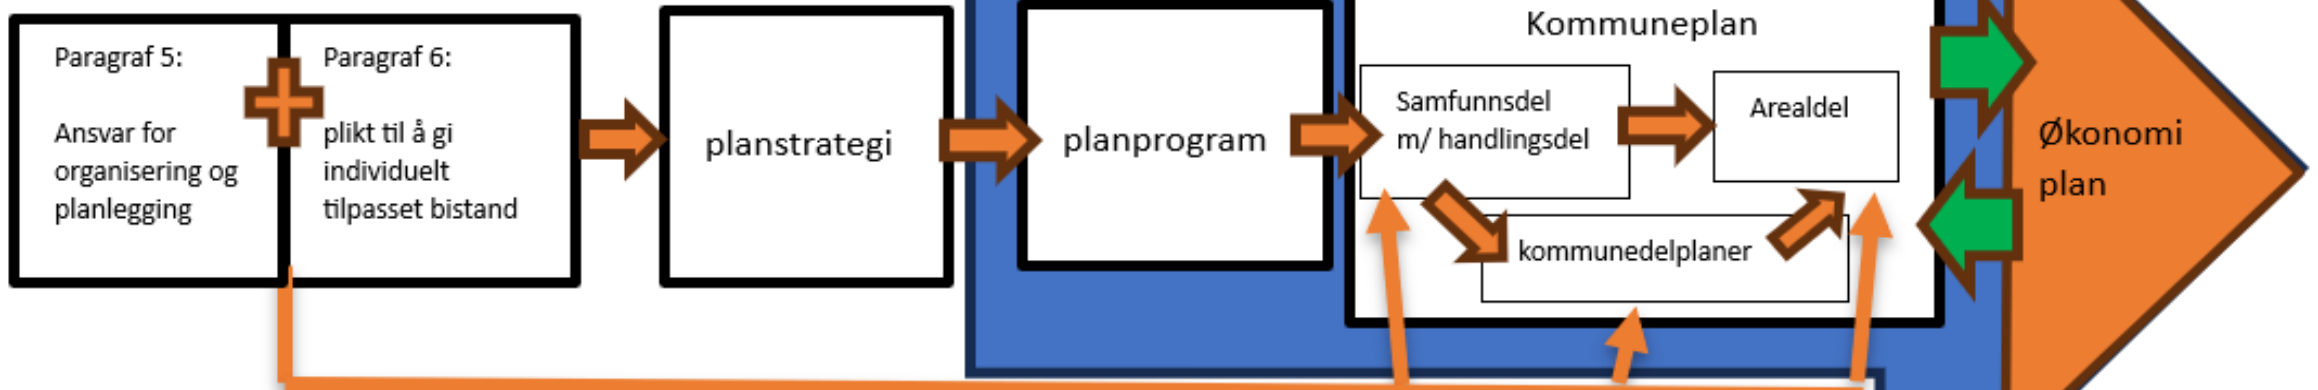 Paragraf 5:
Ansvar for
organisering og
planlegging
Paragraf 6:
plikt til å gi
individuelt
tilpasset bistand
planstrategi
planprogram
Kommuneplan
Samfunnsdel
m/ handlingsdel
Arealdel
kommunedelplaner
Økonomi
plan